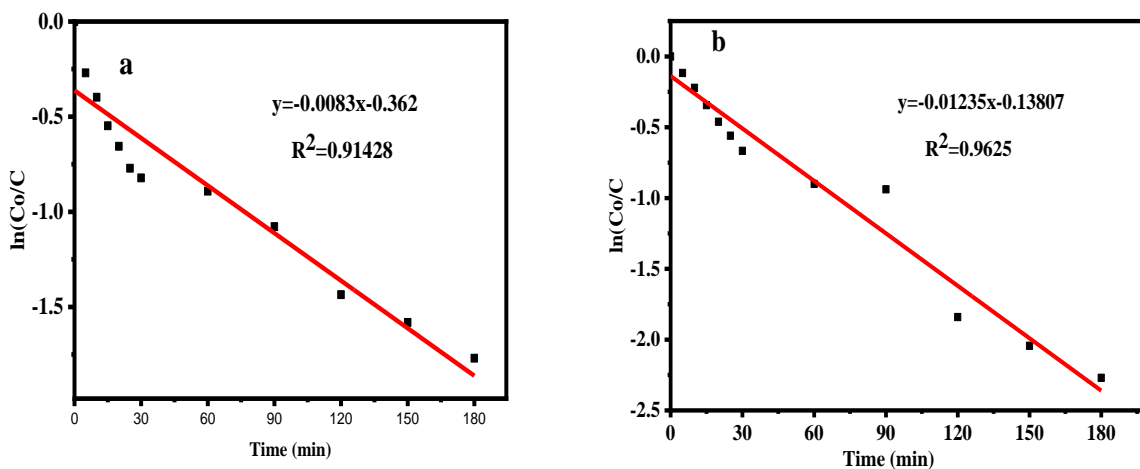 a
y=-0.0083x-0.362
R²=0.91428
ln(Co/C
0.0
-0.5
-1.0
-1.5
0 30 60 90 120 150 180
Time (min)
b
y=-0.01235x-0.13807
R²=0.9625
ln(Co/C
0.0
-0.5
-1.0
-1.5
-2.0
-2.5
0 30 60 90 120 150 180
Time (min)